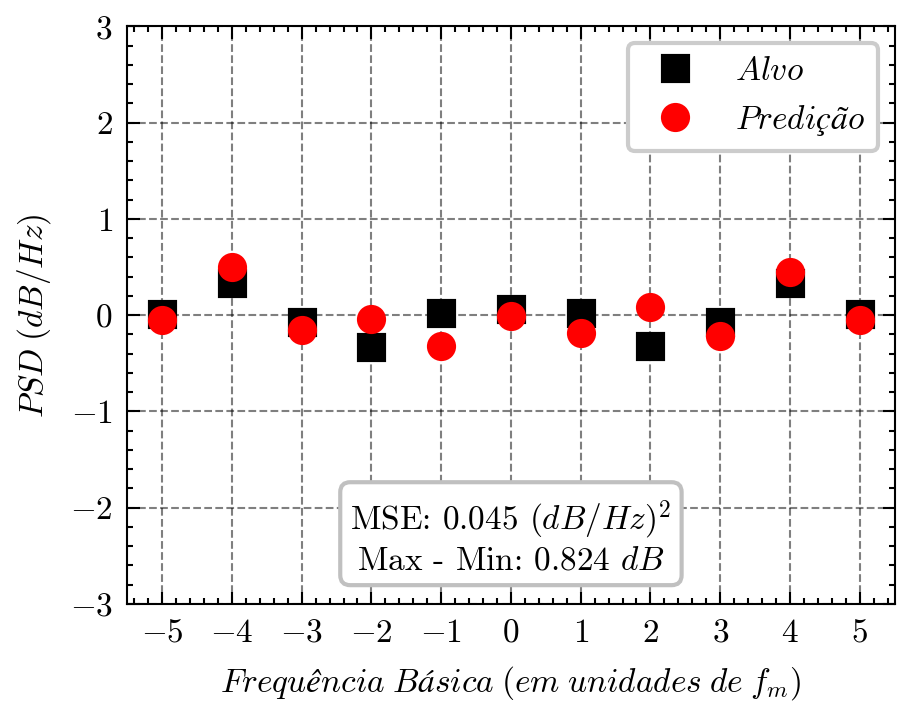 3
2
1
0
−1
−2
−3
PSD (dB/Hz)
Alvo
Predição
MSE: 0.045 (dB/Hz)²
Max - Min: 0.824 dB
−5 −4 −3 −2 −1 0 1 2 3 4 5
Frequência Básica (em unidades de fₘ)